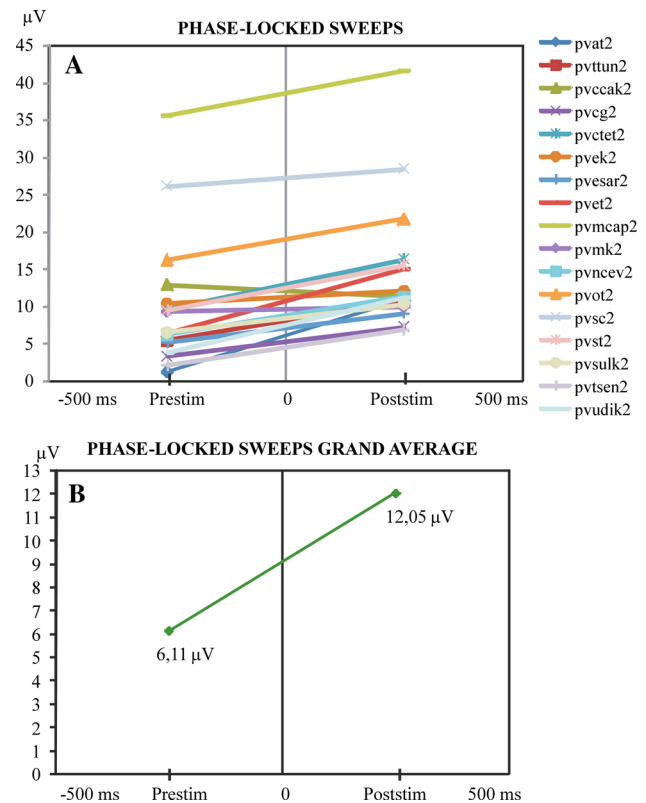 µV
PHASE-LOCKED SWEEPS
45
40
35
30
25
20
15
10
5
0
A
-500 ms Prestim 0 Poststim 500 ms
pvat2
pvttun2
pvccak2
pvcg2
pvctet2
pvek2
pvesar2
pvet2
pvmcap2
pvmk2
pvncev2
pvot2
pvsc2
pvst2
pvsulk2
pvtsen2
pvudik2
µV
PHASE-LOCKED SWEEPS GRAND AVERAGE
13
12
11
10
9
8
7
6
5
4
3
2
1
0
B
12,05 µV
6,11 µV
-500 ms Prestim 0 Poststim 500 ms